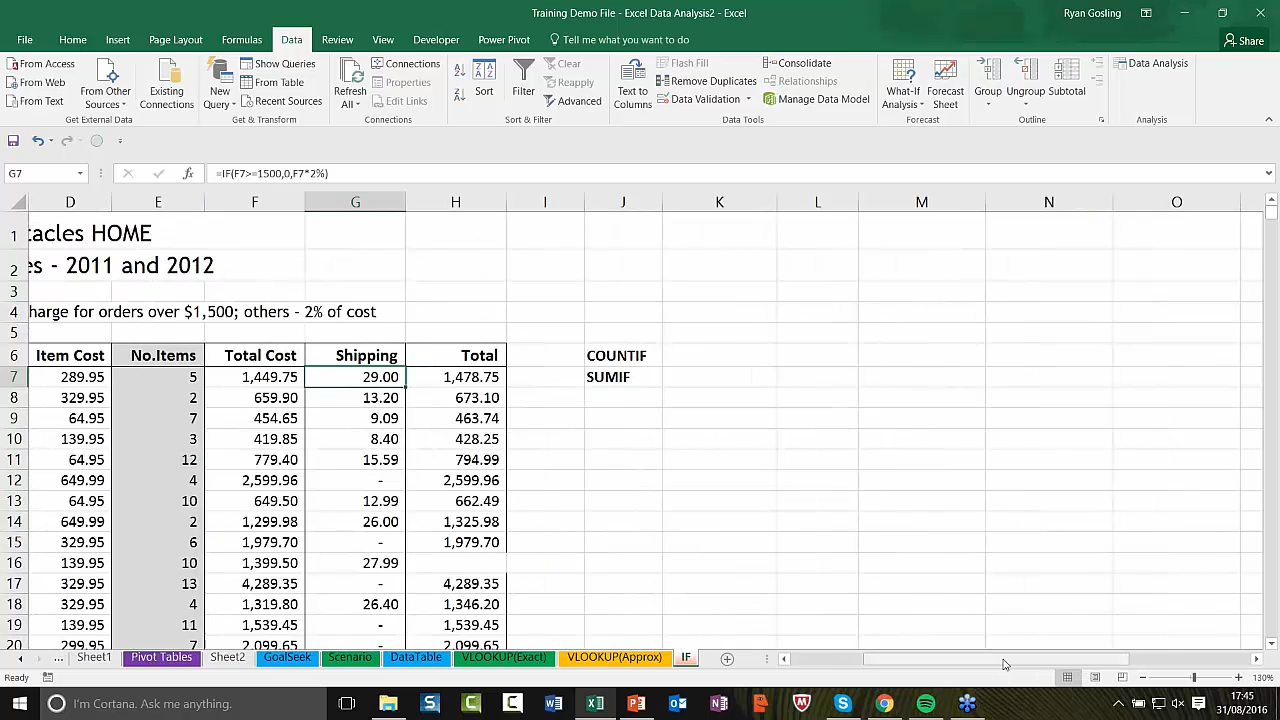 Training Demo File - Excel Data Analysis2 - Excel
Ryan Gosling
File Home Insert Page Layout Formulas Data Review View Developer Power Pivot Tell me what you want to do Share
From Access
From Web
From Text
From Other Sources
Existing Connections
Get External Data
New Query
Show Queries
From Table
Recent Sources
Get & Transform
Refresh All
Connections
Properties
Edit Links
Connections
Sort
Filter
Clear
Reapply
Advanced
Sort & Filter
Text to Columns
Flash Fill
Remove Duplicates
Data Validation
Consolidate
Relationships
Manage Data Model
Data Tools
What-If Analysis
Forecast Sheet
Forecast
Group
Ungroup
Subtotal
Outline
Data Analysis
Analysis
G7 fx =IF(F7>=1500,0,F7*2%)
D E F G H I J K L M N O
1 tacles HOME
2 es - 2011 and 2012
3
4 harge for orders over $1,500; others - 2% of cost
5
6 Item Cost No.Items Total Cost Shipping Total COUNTIF
7 289.95 5 1,449.75 29.00 1,478.75 SUMIF
8 329.95 2 659.90 13.20 673.10
9 64.95 7 454.65 9.09 463.74
10 139.95 3 419.85 8.40 428.25
11 64.95 12 779.40 15.59 794.99
12 649.99 4 2,599.96 - 2,599.96
13 64.95 10 649.50 12.99 662.49
14 649.99 2 1,299.98 26.00 1,325.98
15 329.95 6 1,979.70 - 1,979.70
16 139.95 10 1,399.50 27.99
17 329.95 13 4,289.35 - 4,289.35
18 329.95 4 1,319.80 26.40 1,346.20
19 139.95 11 1,539.45 - 1,539.45
20 299.95 7 2,099.65 - 2,099.65
... Sheet1 Pivot Tables Sheet2 GoalSeek Scenario DataTable VLOOKUP(Exact) VLOOKUP(Approx) IF
Ready
130%
I'm Cortana. Ask me anything.
17:45
31/08/2016